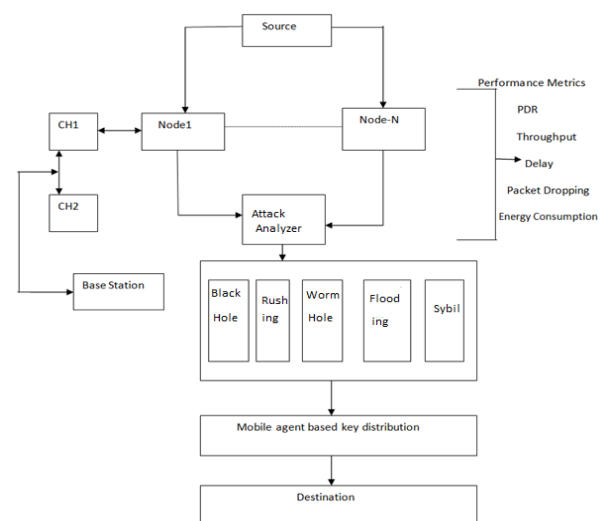 Source
Performance Metrics
PDR
Throughput
Delay
Packet Dropping
Energy Consumption
CH1
Node1
Node-N
CH2
Attack
Analyzer
Base Station
Black
Hole
Rush
ing
Worm
Hole
Flood
ing
Sybil
Mobile agent based key distribution
Destination